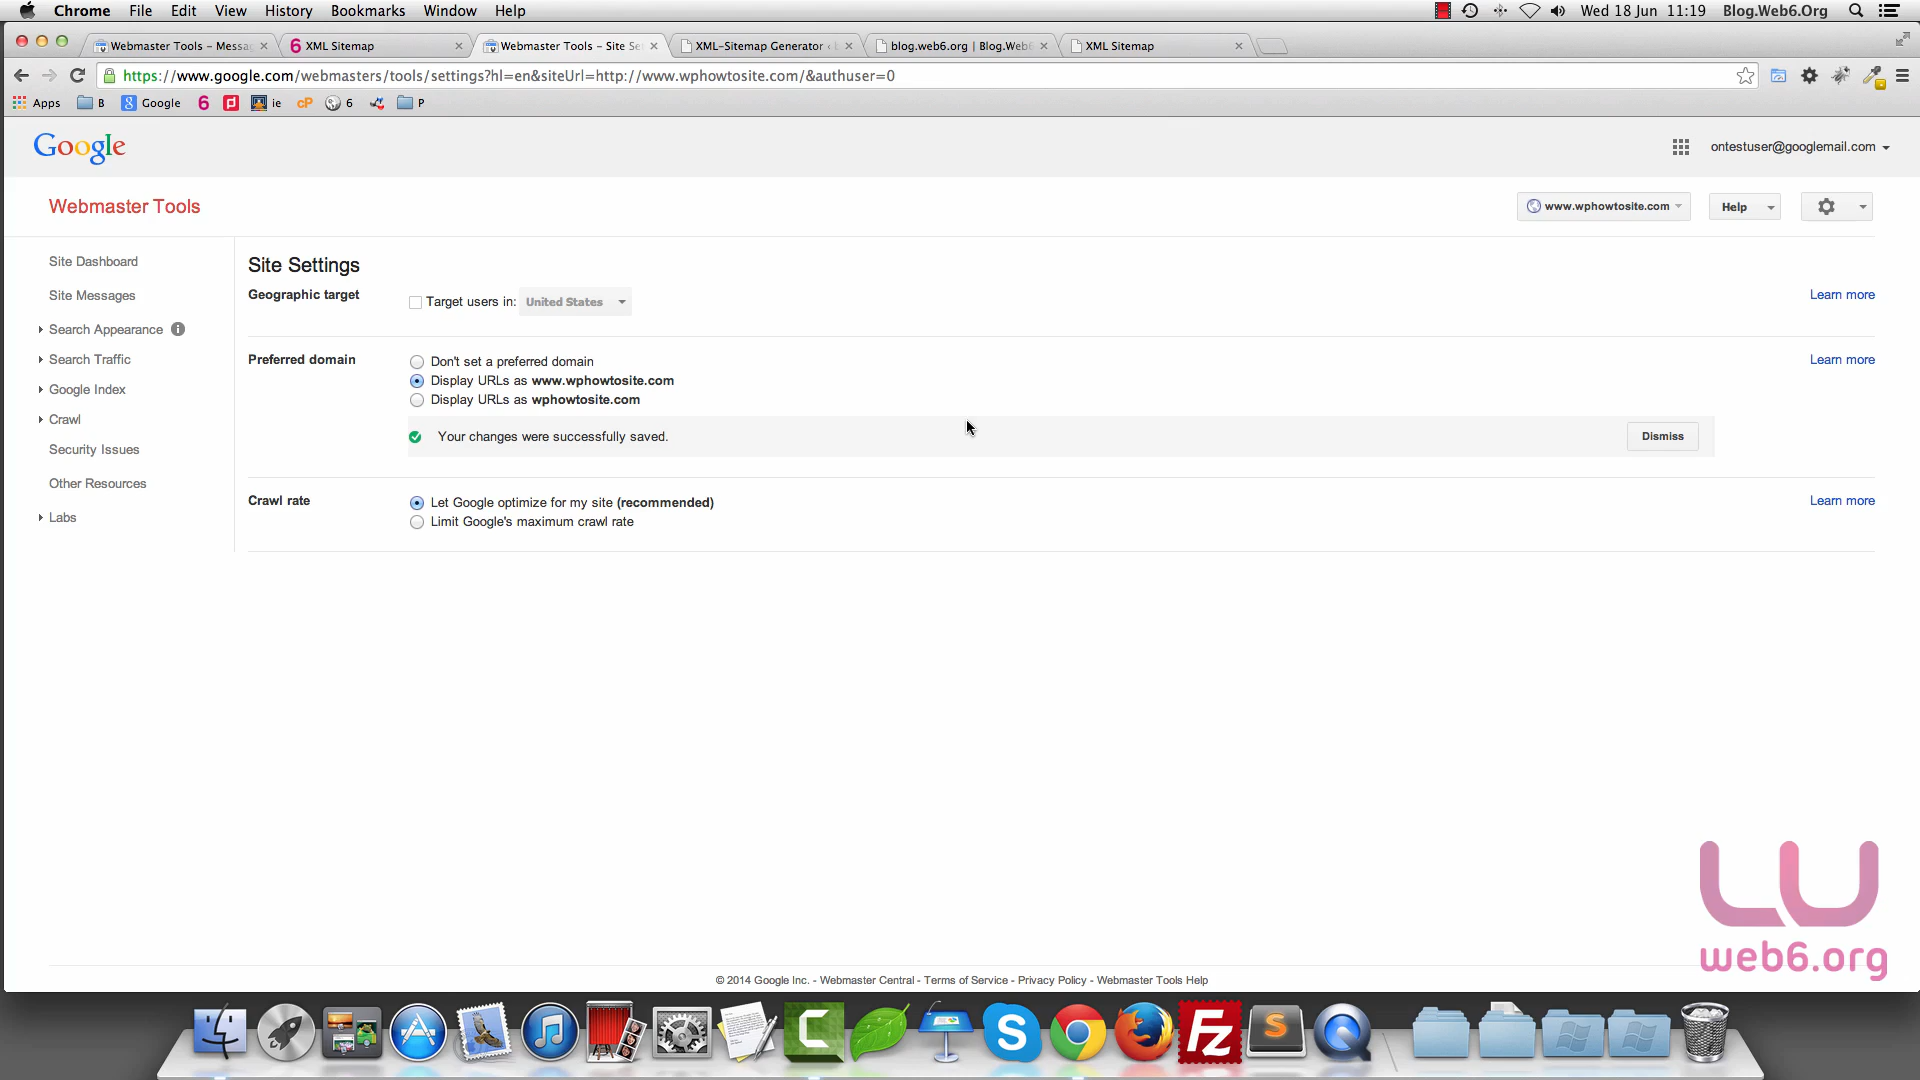 Chrome File Edit View History Bookmarks Window Help Wed 18 Jun 11:19 Blog.Web6.Org
Webmaster Tools - Messa XML Sitemap Webmaster Tools - Site Se XML-Sitemap Generator blog.web6.org | Blog.Web XML Sitemap
https://www.google.com/webmasters/tools/settings?hl=en&siteUrl=http://www.wphowtosite.com/&authuser=0
Apps B Google 6 ie cP 6 P
Google ontestuser@googlemail.com
Webmaster Tools www.wphowtosite.com Help
Site Dashboard
Site Messages
Search Appearance
Search Traffic
Google Index
Crawl
Security Issues
Other Resources
Labs
Site Settings
Geographic target Target users in: United States Learn more
Preferred domain Don't set a preferred domain Learn more
Display URLs as www.wphowtosite.com
Display URLs as wphowtosite.com
Your changes were successfully saved. Dismiss
Crawl rate Let Google optimize for my site (recommended) Learn more
Limit Google's maximum crawl rate
web6.org
© 2014 Google Inc. - Webmaster Central - Terms of Service - Privacy Policy - Webmaster Tools Help